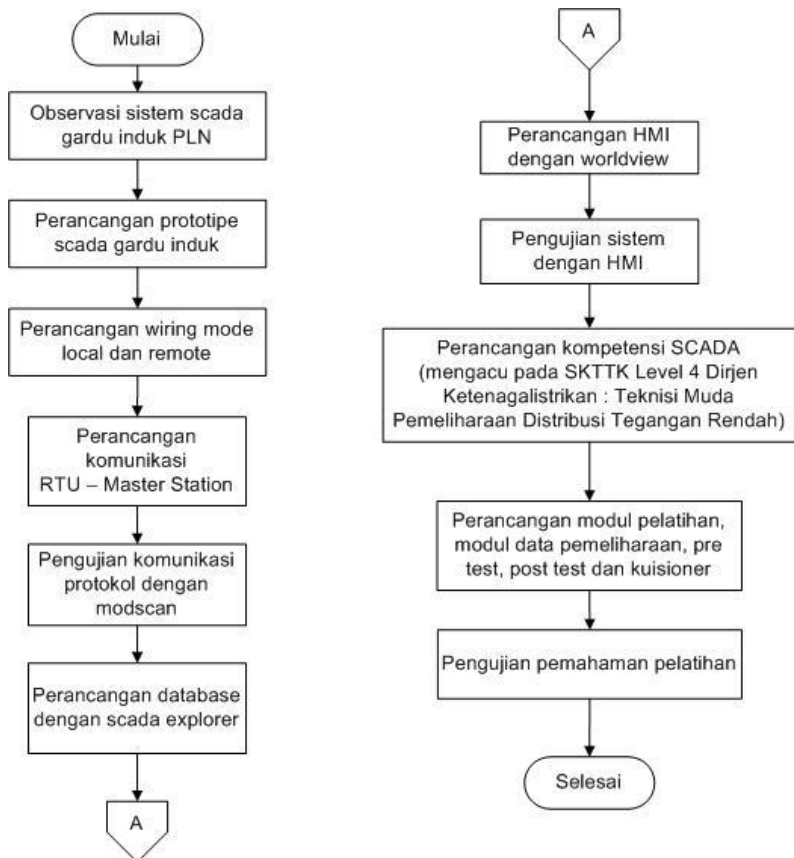 Mulai
Observasi sistem scada
gardu induk PLN
Perancangan prototipe
scada gardu induk
Perancangan wiring mode
local dan remote
Perancangan
komunikasi
RTU – Master Station
Pengujian komunikasi
protokol dengan
modscan
Perancangan database
dengan scada explorer
A
A
Perancangan HMI
dengan worldview
Pengujian sistem
dengan HMI
Perancangan kompetensi SCADA
(mengacu pada SKTTK Level 4 Dirjen
Ketenagalistrikan : Teknisi Muda
Pemeliharaan Distribusi Tegangan Rendah)
Perancangan modul pelatihan,
modul data pemeliharaan, pre
test, post test dan kuisioner
Pengujian pemahaman pelatihan
Selesai